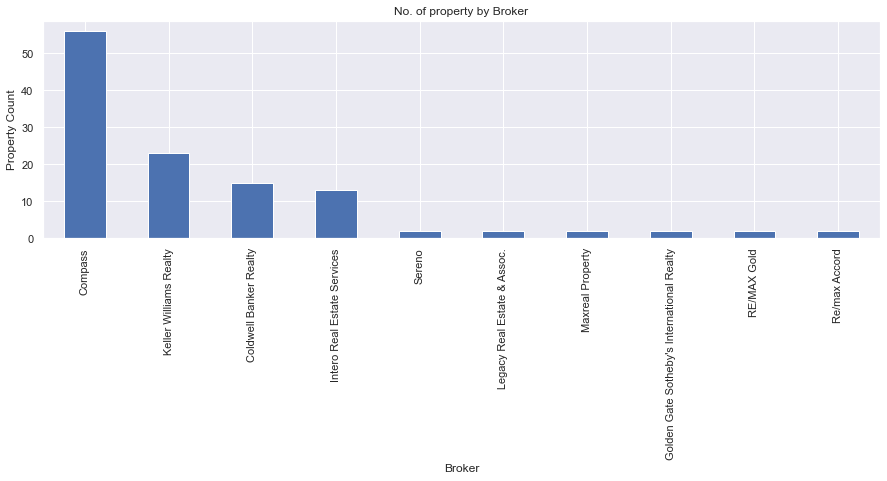 No. of property by Broker
Property Count
50
40
30
20
10
0
Compass
Keller Williams Realty
Coldwell Banker Realty
Intero Real Estate Services
Sereno
Legacy Real Estate & Assoc.
Maxreal Property
Golden Gate Sotheby's International Realty
RE/MAX Gold
Re/max Accord
Broker